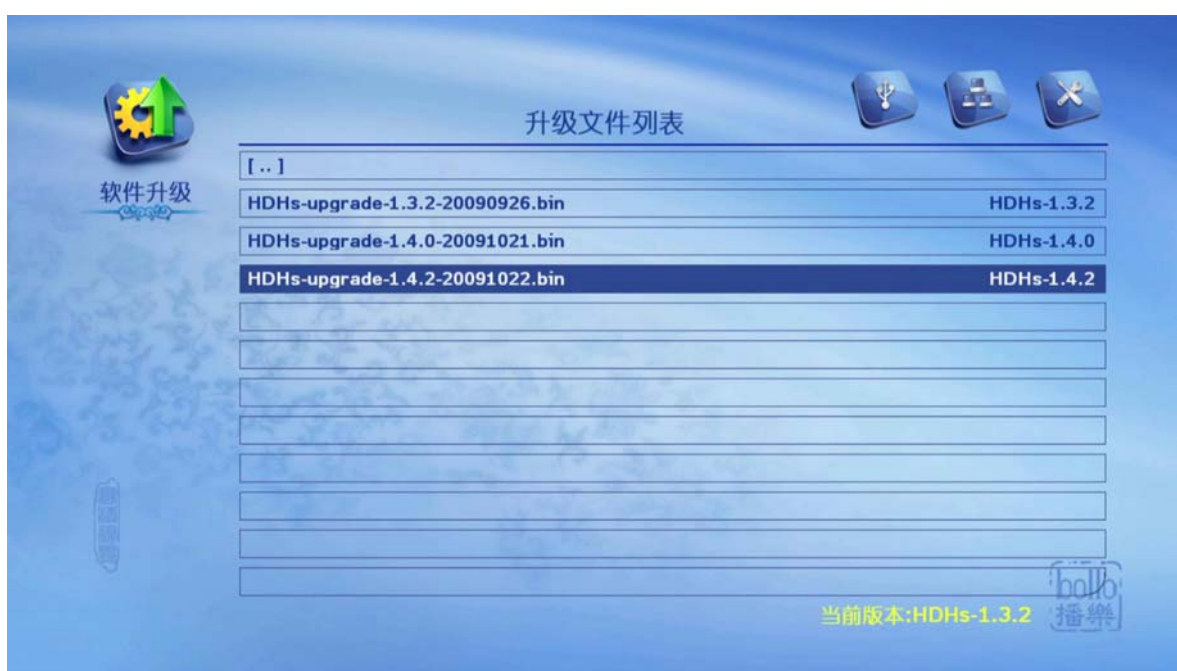 升级文件列表
软件升级
[ .. ]
HDHs-upgrade-1.3.2-20090926.bin HDHs-1.3.2
HDHs-upgrade-1.4.0-20091021.bin HDHs-1.4.0
HDHs-upgrade-1.4.2-20091022.bin HDHs-1.4.2
当前版本:HDHs-1.3.2
bollo
播樂